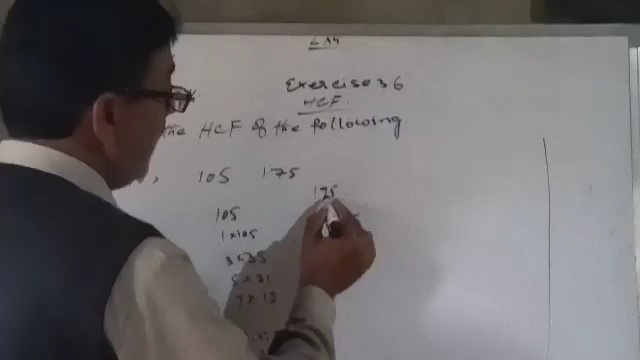 Exercise 3.6
HCF
the HCF of the following
105 175
105 175
1 × 105
3 × 35
5 × 21
7 × 15